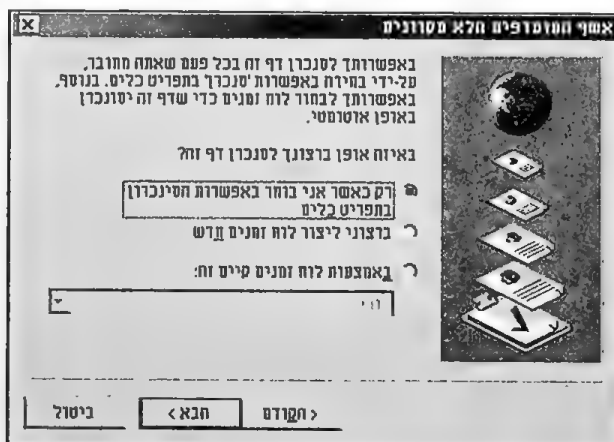 אשף המועדפים הלא מקוונים
באפשרותך לסנכרן דף זה בכל פעם שאתה מחובר,
על-ידי בחירה באפשרות 'סנכרן' בתפריט כלים. בנוסף,
באפשרותך לבחור לוח זמנים כדי שדף זה יסונכרן
באופן אוטומטי.
באיזה אופן ברצונך לסנכרן דף זה?
רק כאשר אני בוחר באפשרות הסינכרון
בתפריט כלים
ברצוני ליצור לוח זמנים חדש
באמצעות לוח זמנים קיים זה:
< הקודם
הבא >
ביטול